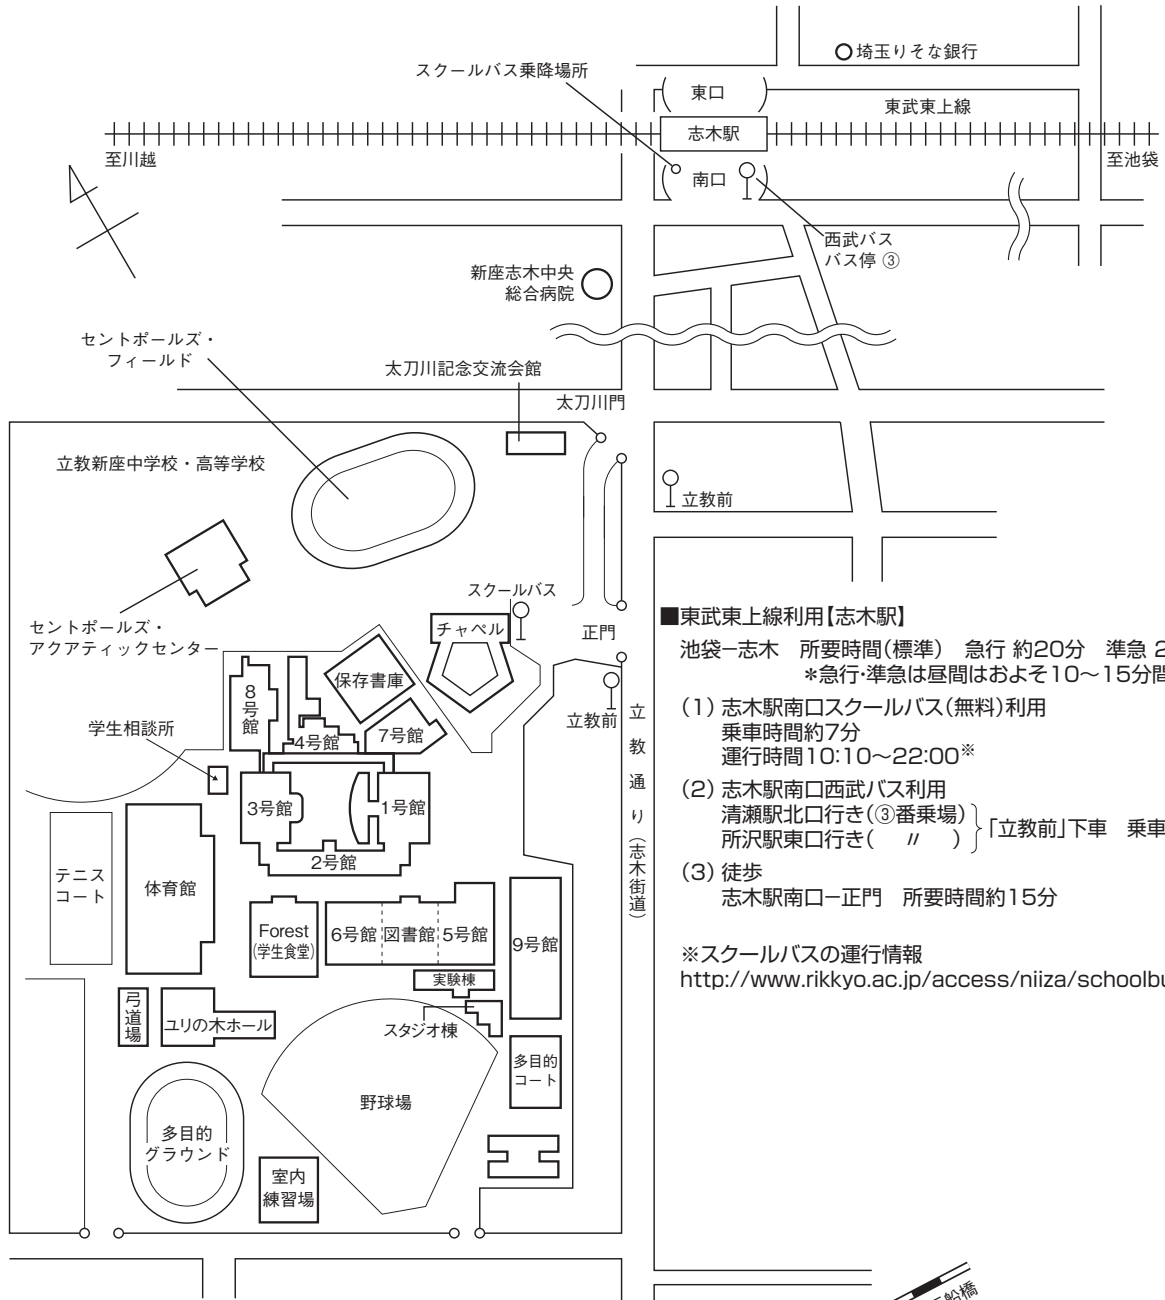 埼玉りそな銀行
スクールバス乗降場所
東口
東武東上線
志木駅
至川越
至池袋
南口
西武バス
バス停 ③
新座志木中央
総合病院
セントポールズ・
フィールド
太刀川記念交流会館
太刀川門
立教新座中学校・高等学校
立教前
スクールバス
セントポールズ・
アクアティックセンター
チャペル
正門
保存書庫
8号館
立教前
学生相談所
4号館
7号館
3号館
1号館
2号館
立教通り(志木街道)
テニス
コート
体育館
Forest
(学生食堂)
6号館
図書館
5号館
9号館
実験棟
弓道場
ユリの木ホール
スタジオ棟
多目的
コート
野球場
多目的
グラウンド
室内
練習場
■東武東上線利用【志木駅】
池袋−志木 所要時間(標準) 急行 約20分 準急 2
*急行・準急は昼間はおよそ10〜15分間
(1) 志木駅南口スクールバス(無料)利用
乗車時間約7分
運行時間10:10〜22:00※
(2) 志木駅南口西武バス利用
清瀬駅北口行き(③番乗場)
所沢駅東口行き( 〃 )
「立教前」下車 乗車
(3) 徒歩
志木駅南口−正門 所要時間約15分
※スクールバスの運行情報
http://www.rikkyo.ac.jp/access/niiza/schoolbu
船橋